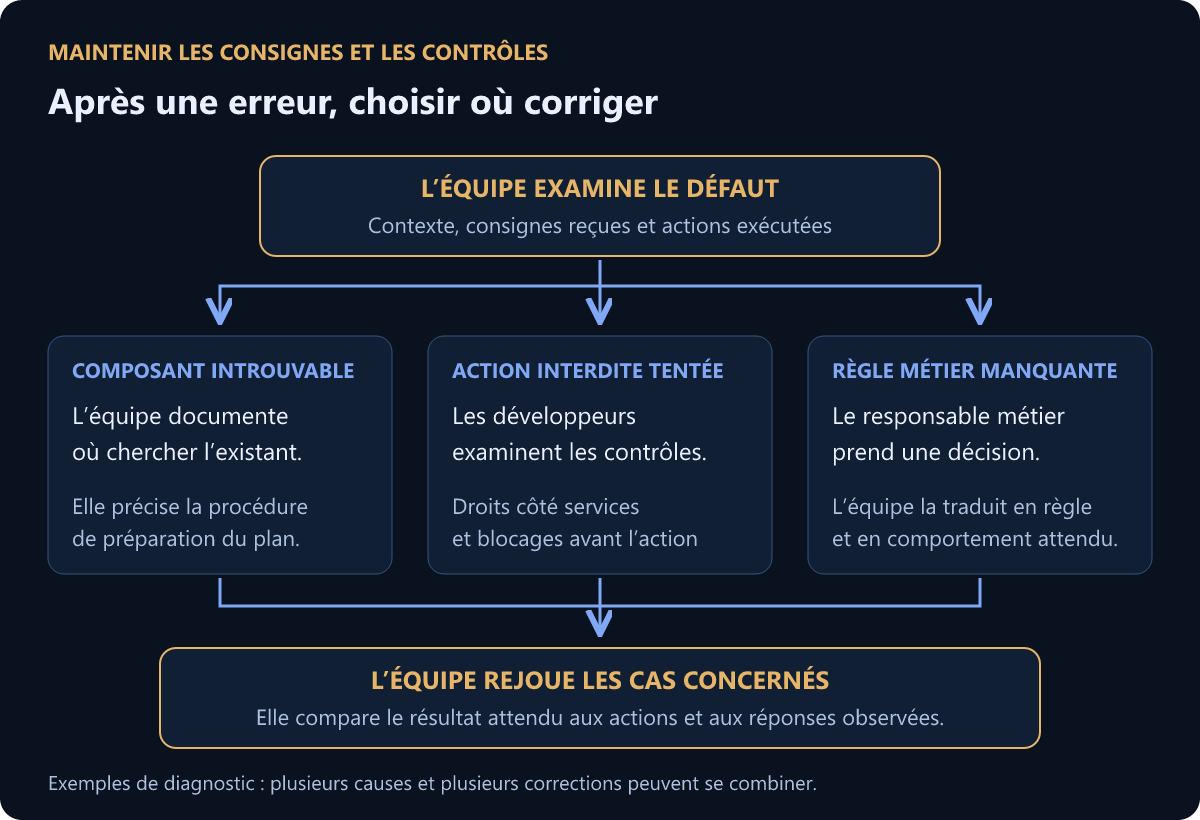 MAINTENIR LES CONSIGNES ET LES CONTRÔLES
Après une erreur, choisir où corriger
L’ÉQUIPE EXAMINE LE DÉFAUT
Contexte, consignes reçues et actions exécutées
COMPOSANT INTROUVABLE
L’équipe documente
où chercher l’existant.
Elle précise la procédure
de préparation du plan.
ACTION INTERDITE TENTÉE
Les développeurs
examinent les contrôles.
Droits côté services
et blocages avant l’action
RÈGLE MÉTIER MANQUANTE
Le responsable métier
prend une décision.
L’équipe la traduit en règle
et en comportement attendu.
L’ÉQUIPE REJOUE LES CAS CONCERNÉS
Elle compare le résultat attendu aux actions et aux réponses observées.
Exemples de diagnostic : plusieurs causes et plusieurs corrections peuvent se combiner.